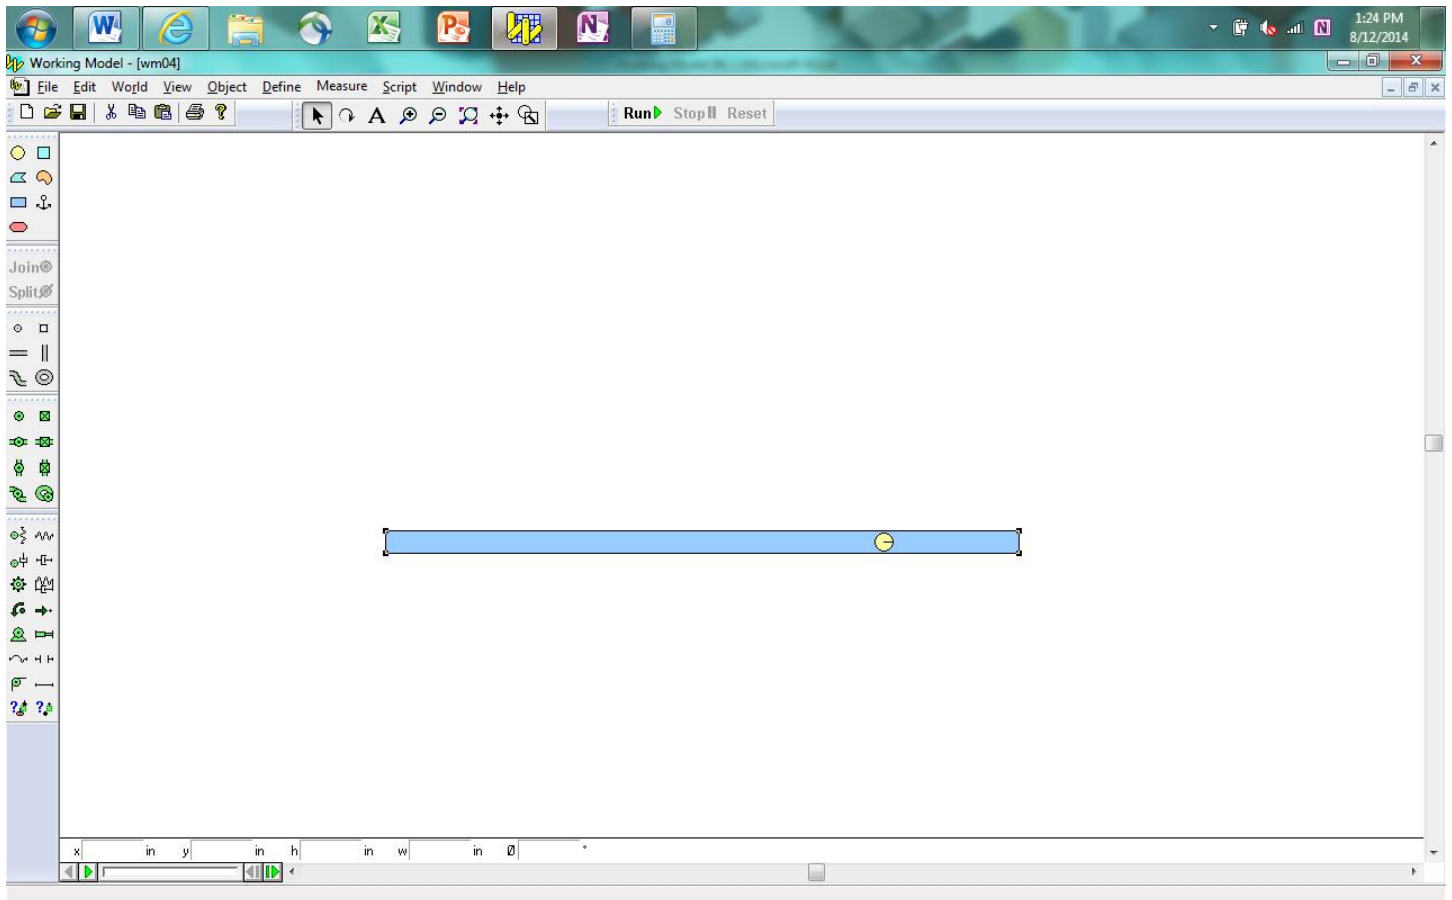 1:24 PM
8/12/2014
Working Model - [wm04]
File Edit World View Object Define Measure Script Window Help
A Run Stop Reset
Join
Split
x in y in h in w in Ø °